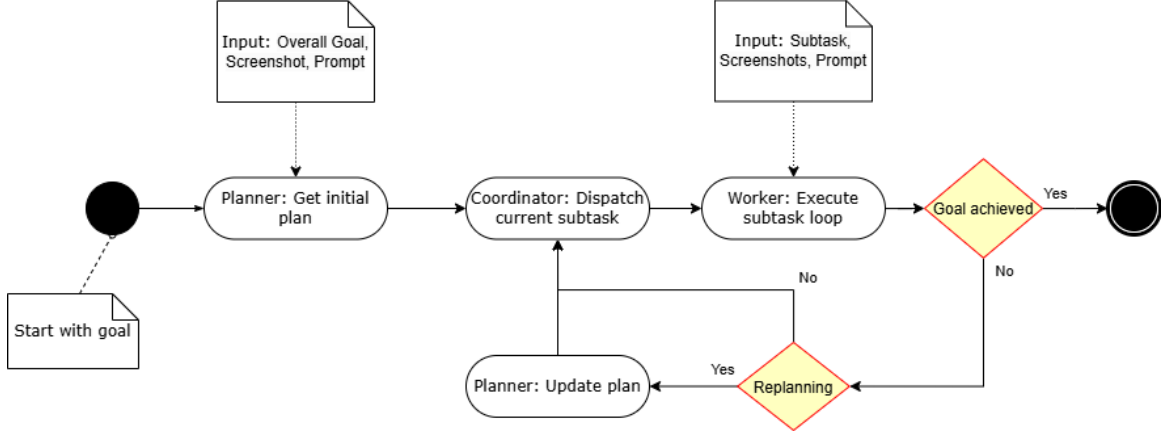 Input: Overall Goal,
Screenshot, Prompt
Input: Subtask,
Screenshots, Prompt
Planner: Get initial
plan
Coordinator: Dispatch
current subtask
Worker: Execute
subtask loop
Goal achieved
Yes
No
No
Start with goal
Planner: Update plan
Yes
Replanning